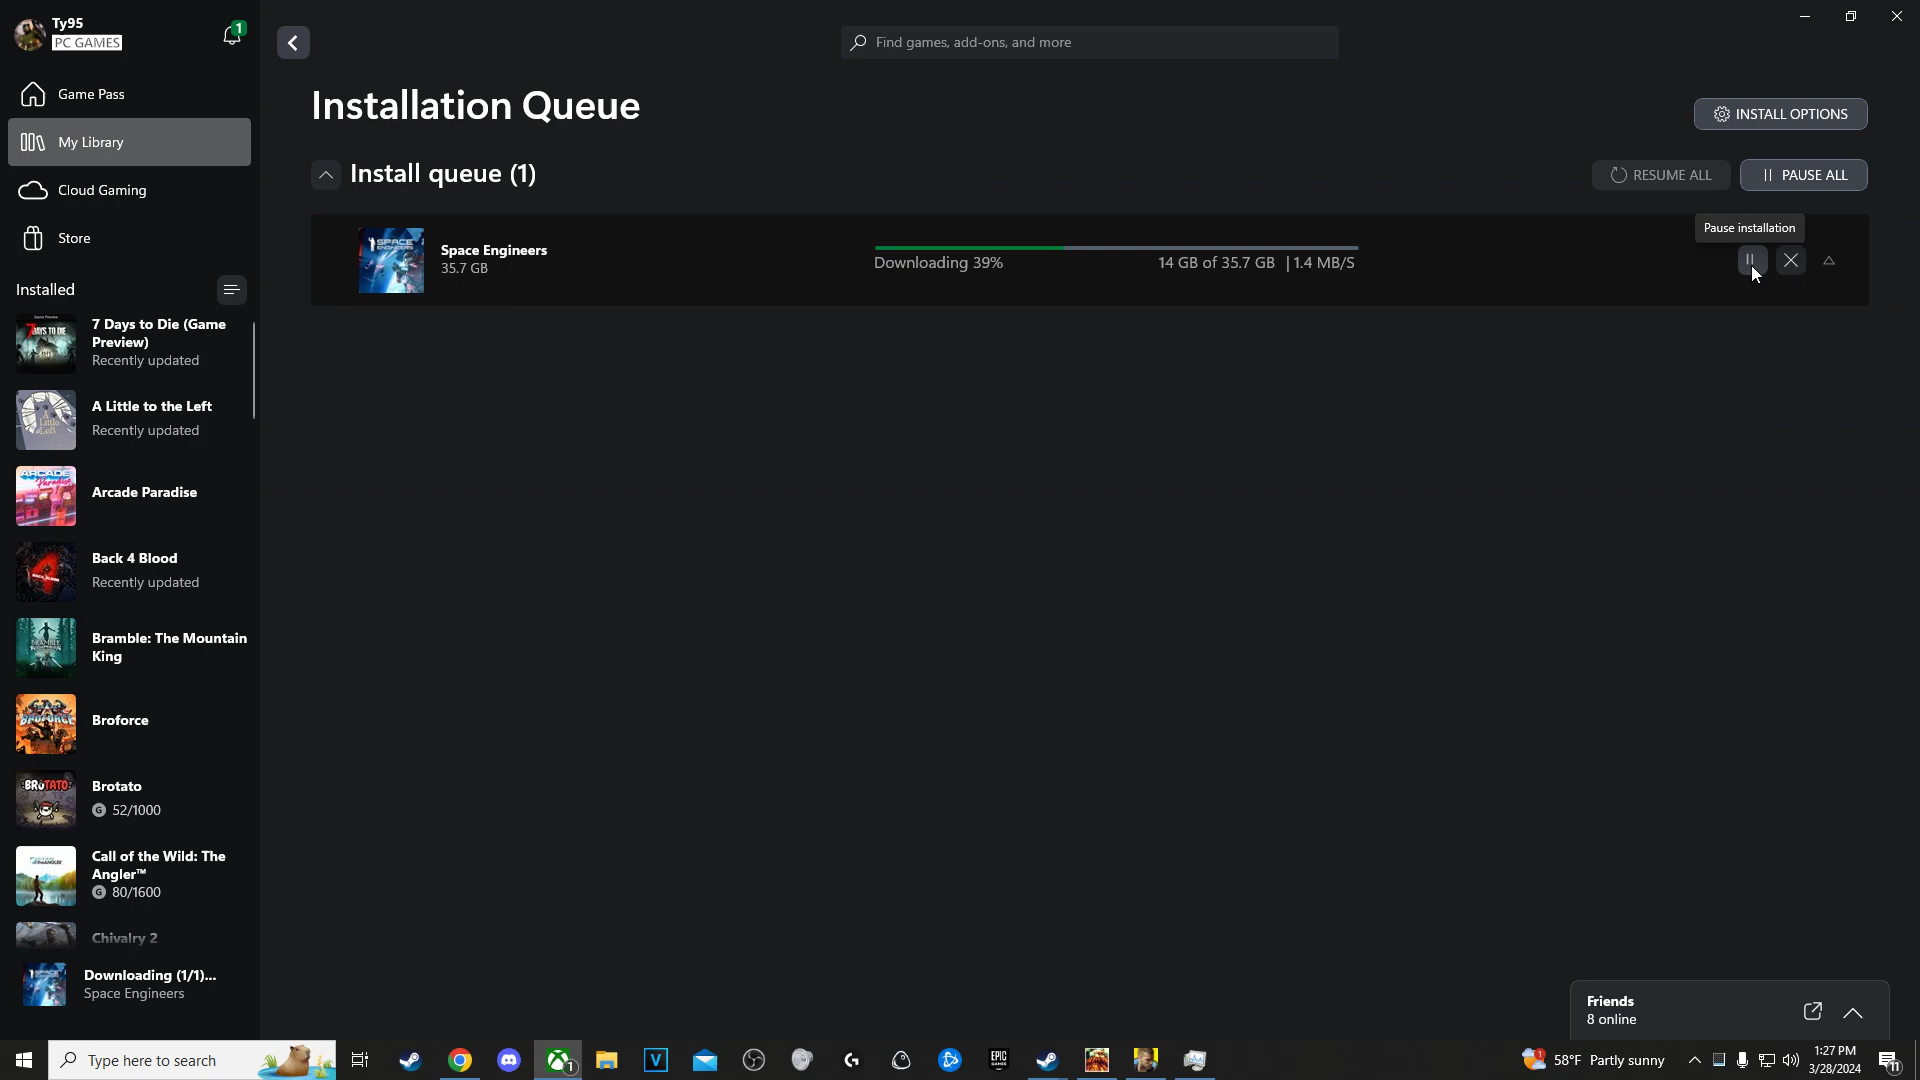 Ty95
PC GAMES
1
Find games, add-ons, and more
Game Pass
My Library
Cloud Gaming
Store
Installed
7 Days to Die (Game
Preview)
Recently updated
A Little to the Left
Recently updated
Arcade Paradise
Back 4 Blood
Recently updated
Bramble: The Mountain
King
Broforce
Brotato
G 52/1000
Call of the Wild: The
Angler™
G 80/1600
Chivalry 2
Downloading (1/1)...
Space Engineers
Installation Queue
INSTALL OPTIONS
Install queue (1)
RESUME ALL
PAUSE ALL
Pause installation
SPACE
ENGINEERS
Space Engineers
35.7 GB
Downloading 39%
14 GB of 35.7 GB | 1.4 MB/S
Friends
8 online
Type here to search
58°F Partly sunny
1:27 PM
3/28/2024
11